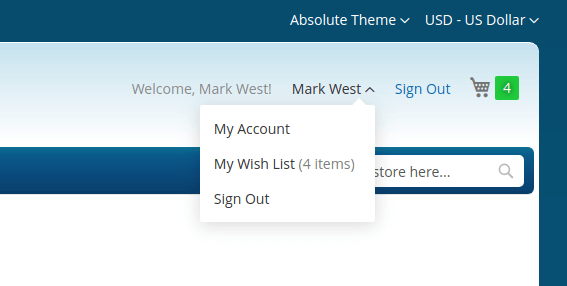 Absolute Theme USD - US Dollar
Welcome, Mark West! Mark West Sign Out 4
My Account
My Wish List (4 items)
store here...
Sign Out